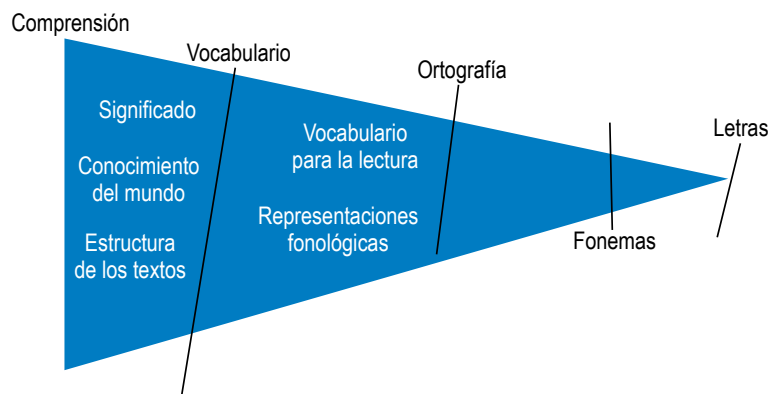 Comprensión
Vocabulario
Ortografía
Letras
Significado
Conocimiento
del mundo
Estructura
de los textos
Vocabulario
para la lectura
Representaciones
fonológicas
Fonemas